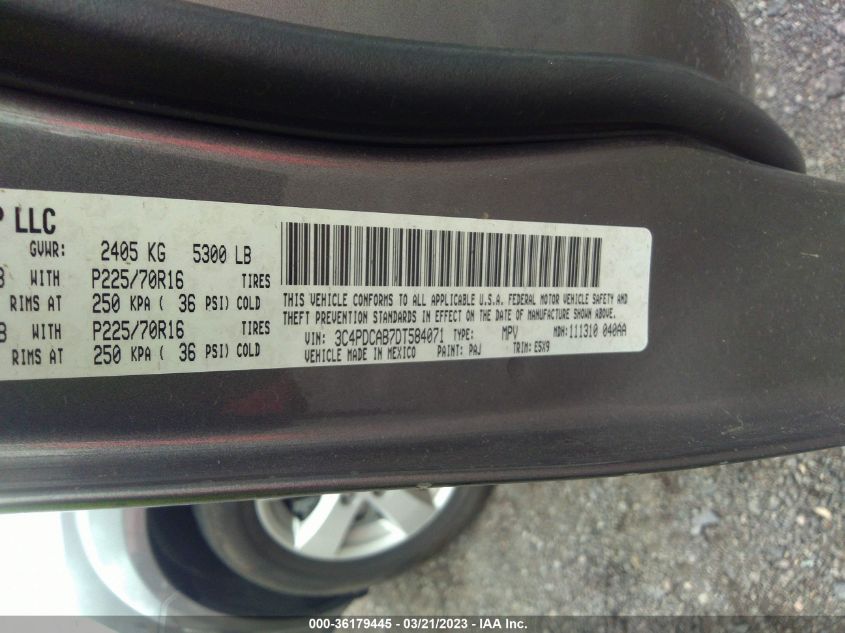 P LLC
GVWR: 2405 KG 5300 LB
B WITH P225/70R16 TIRES
RIMS AT 250 KPA ( 36 PSI) COLD
B WITH P225/70R16 TIRES
RIMS AT 250 KPA ( 36 PSI) COLD
THIS VEHICLE CONFORMS TO ALL APPLICABLE U.S.A. FEDERAL MOTOR VEHICLE SAFETY AND
THEFT PREVENTION STANDARDS IN EFFECT ON THE DATE OF MANUFACTURE SHOWN ABOVE.
VIN: 3C4PDCAB7DT584071 TYPE: MPV MDH: 111310 040AA
VEHICLE MADE IN MEXICO PAINT: PAJ TRIM: E5X9
000-36179445 - 03/21/2023 - IAA Inc.